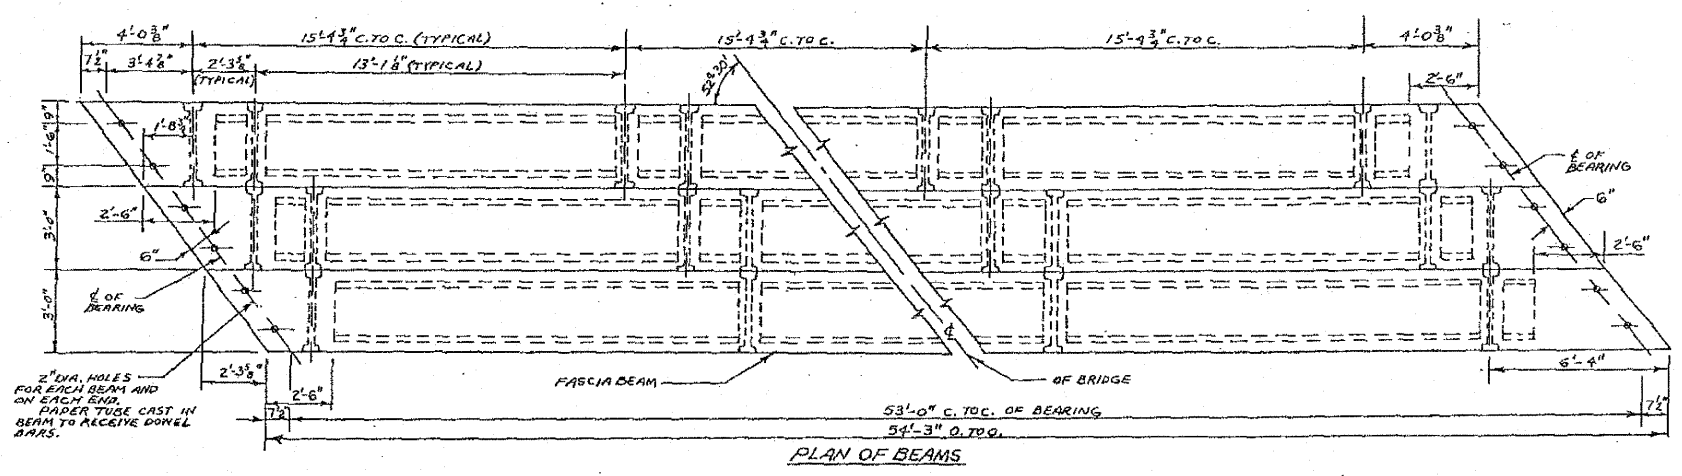 4'-0 3/8"
15'-4 3/4" C. TO C. (TYPICAL)
15'-4 3/4" C. TO C.
15'-4 3/4" C. TO C.
4'-0 3/8"
7 1/2"
3'-4 7/8"
2'-3 5/8"
(TYPICAL)
13'-1 1/8" (TYPICAL)
52° 30'
2'-6"
9"
1'-6"
9"
3'-0"
3'-0"
2'-6"
6"
℄ OF
BEARING
℄ OF
BEARING
6"
2'-6"
2" DIA. HOLES
FOR EACH BEAM AND
ON EACH END.
PAPER TUBE CAST IN
BEAM TO RECEIVE DOWEL
BARS.
2'-3 5/8"
2'-6"
7 1/2"
FASCIA BEAM
℄
OF BRIDGE
6'-4"
53'-0" C. TO C. OF BEARING
7 1/2"
54'-3" O. TO O.
PLAN OF BEAMS